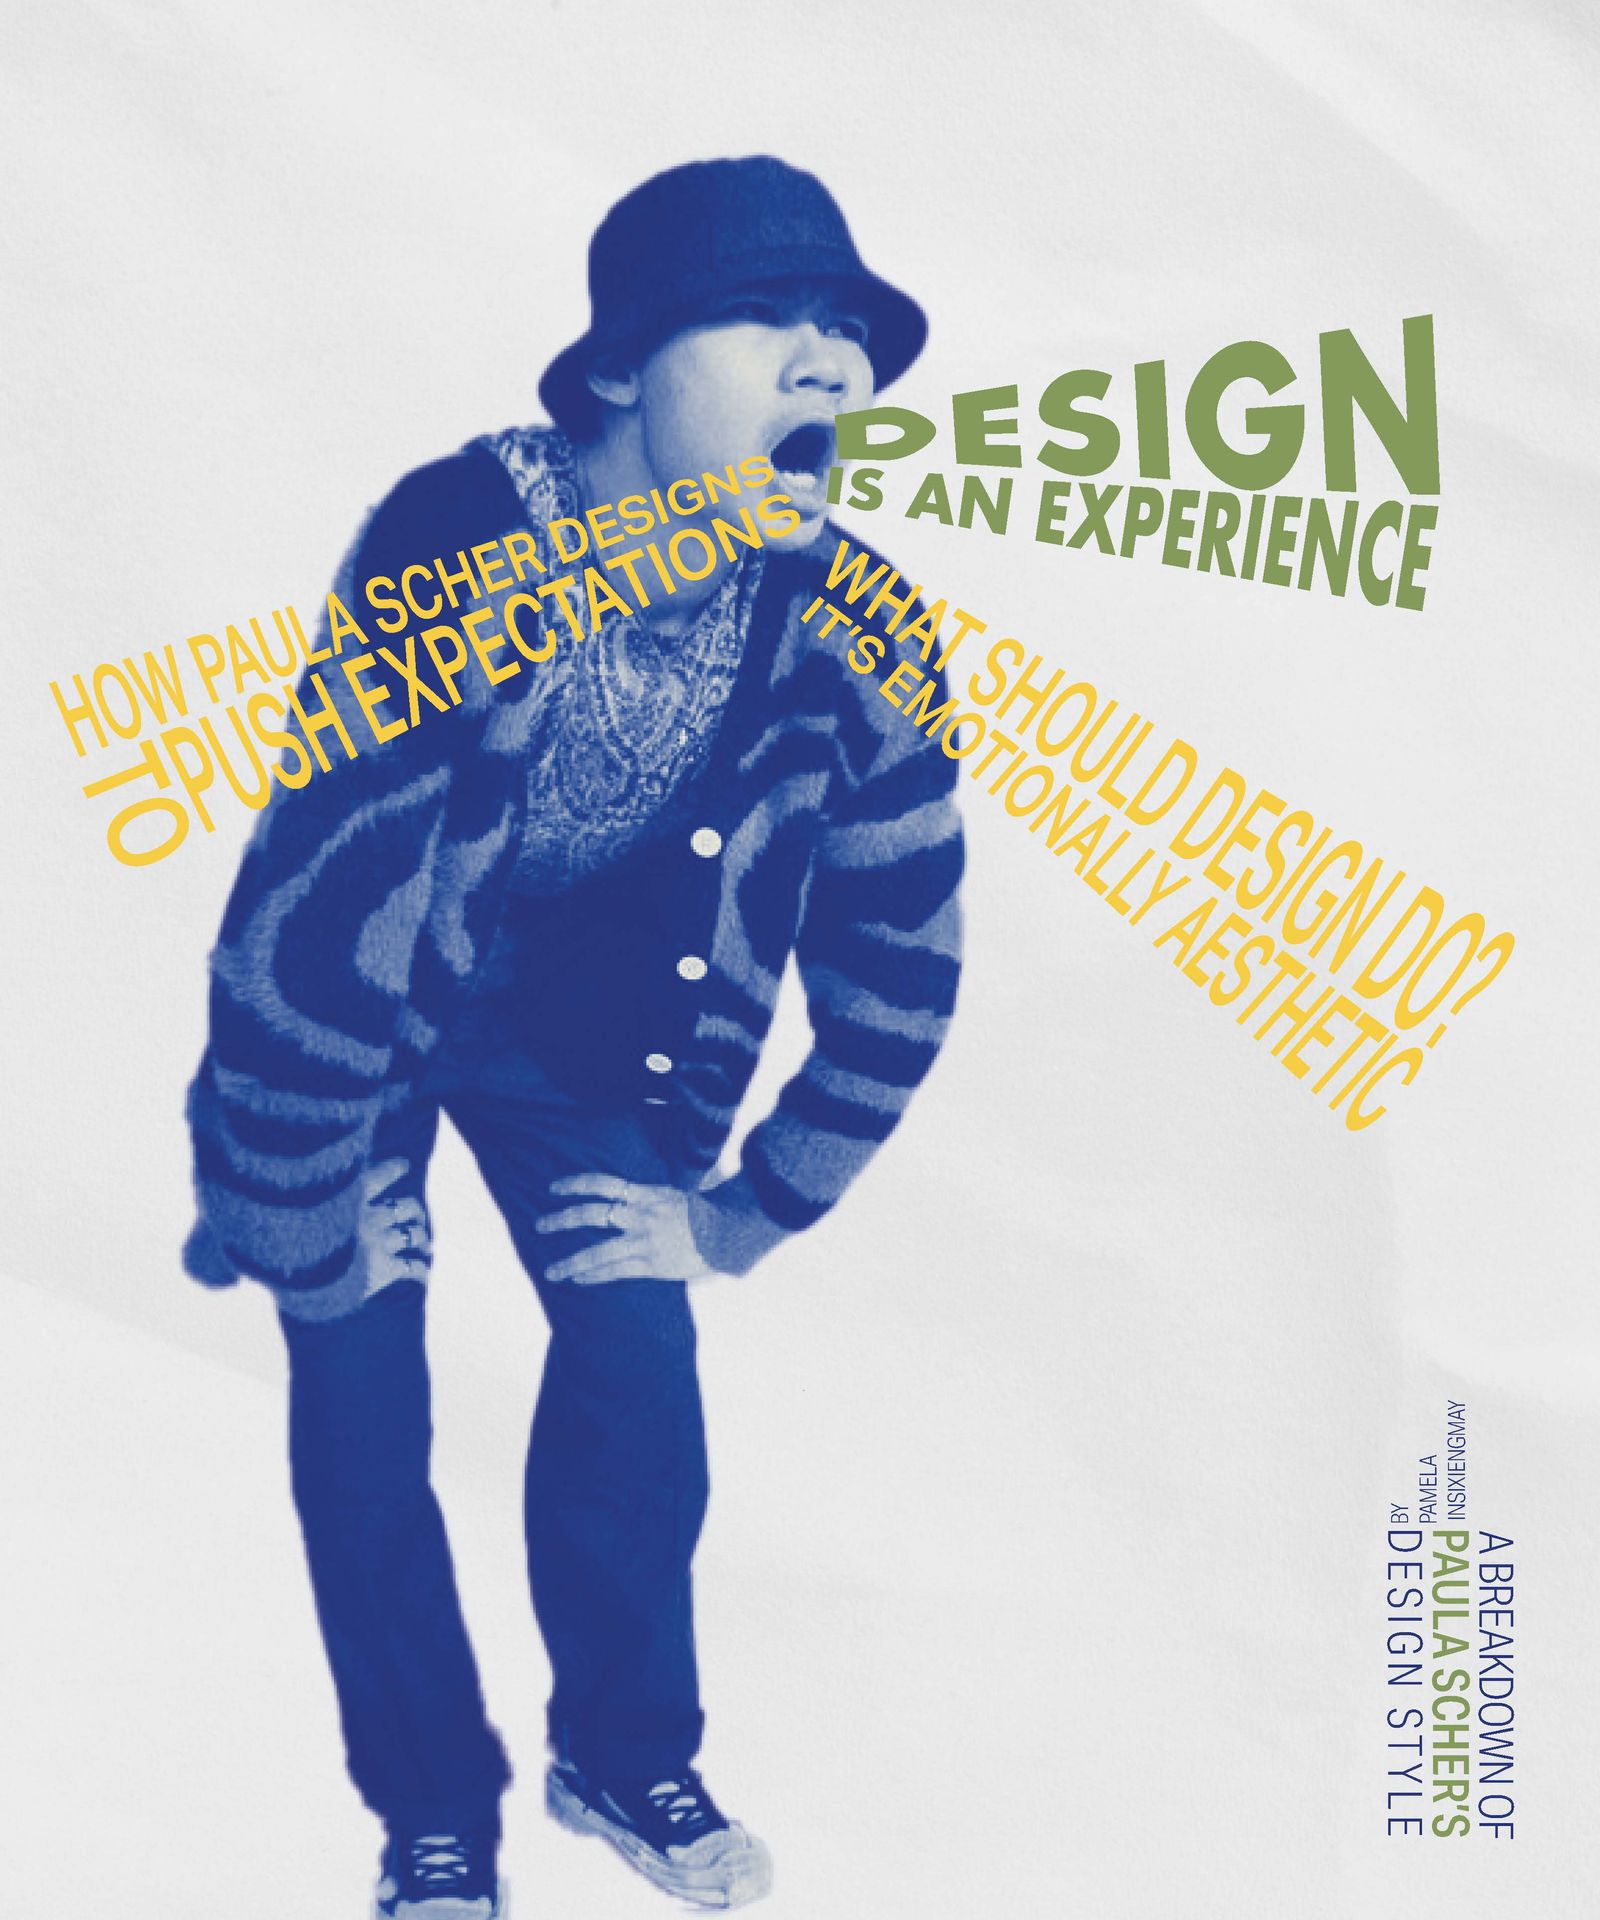 DESIGN
IS AN EXPERIENCE
HOW PAULA SCHER DESIGNS
TO PUSH EXPECTATIONS
WHAT SHOULD DESIGN DO?
IT'S EMOTIONALLY AESTHETIC
A BREAKDOWN OF
PAULA SCHER'S
DESIGN STYLE
BY
PAMELA
INSIXIENGMAY